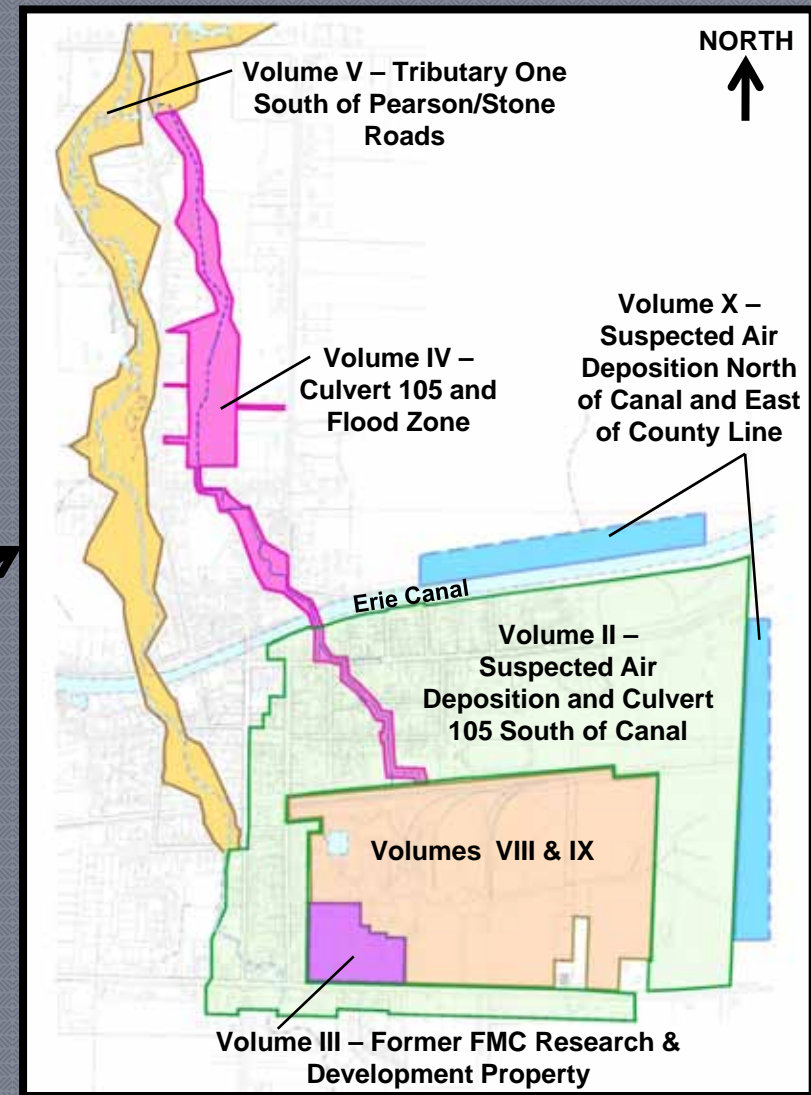 NORTH
Volume V – Tributary One
South of Pearson/Stone
Roads
Volume X –
Suspected Air
Deposition North
of Canal and East
of County Line
Volume IV –
Culvert 105 and
Flood Zone
Erie Canal
Volume II –
Suspected Air
Deposition and Culvert
105 South of Canal
Volumes VIII & IX
Volume III – Former FMC Research &
Development Property